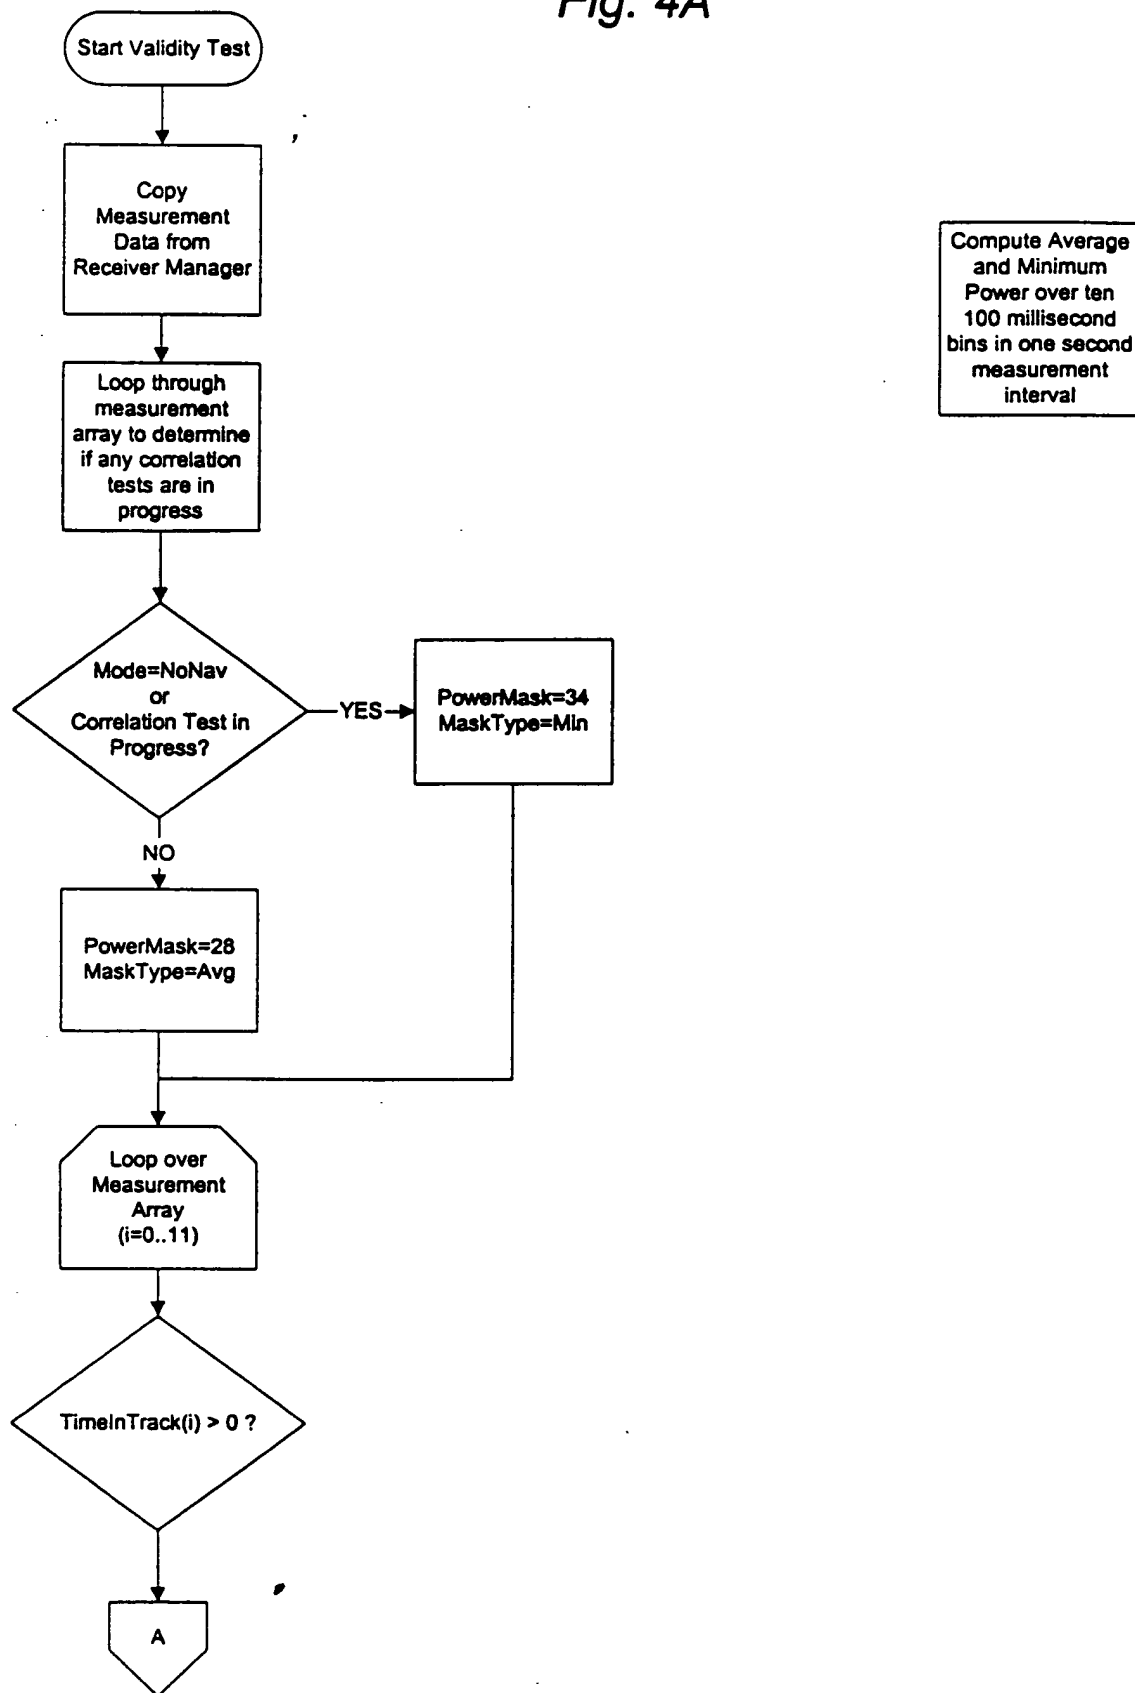 Fig. 4A
Start Validity Test
Copy
Measurement
Data from
Receiver Manager
Compute Average
and Minimum
Power over ten
100 millisecond
bins in one second
measurement
interval
Loop through
measurement
array to determine
if any correlation
tests are in
progress
Mode=NoNav
or
Correlation Test in
Progress?
YES
PowerMask=34
MaskType=Min
NO
PowerMask=28
MaskType=Avg
Loop over
Measurement
Array
(i=0..11)
TimeInTrack(i) > 0 ?
A